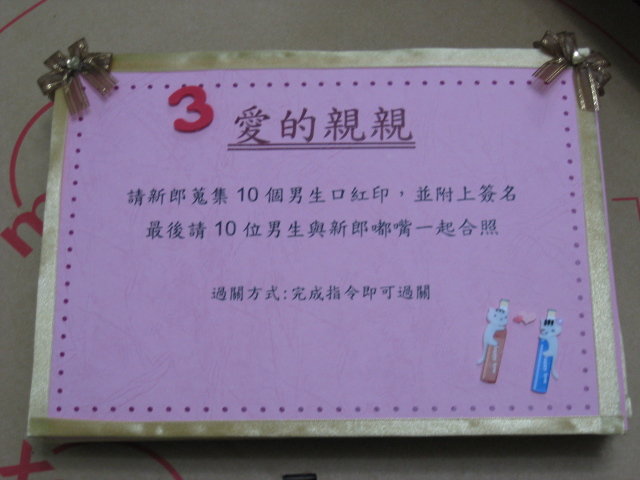 3 愛的親親
請新郎蒐集 10 個男生口紅印，並附上簽名
最後請 10 位男生與新郎嘟嘴一起合照
過關方式:完成指令即可過關